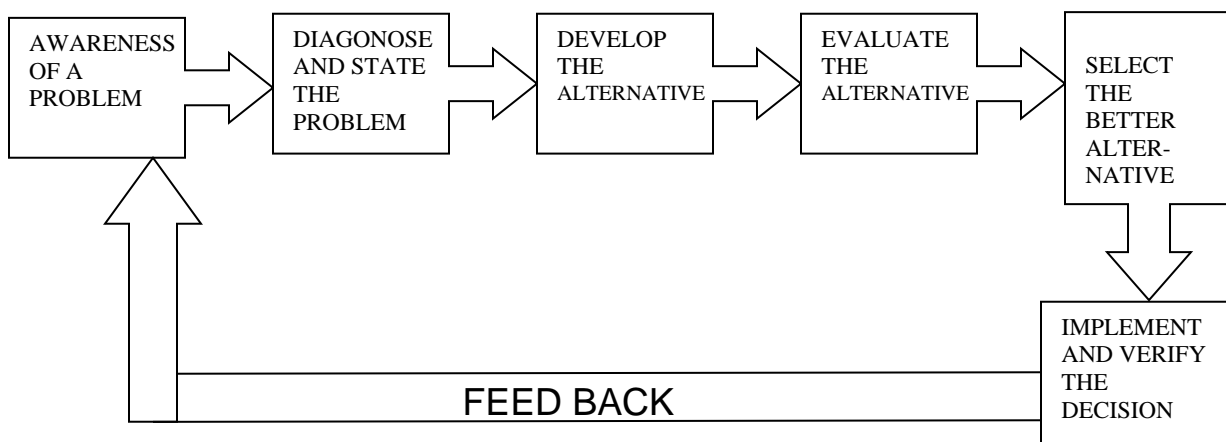 AWARENESS
OF A
PROBLEM
DIAGONOSE
AND STATE
THE
PROBLEM
DEVELOP
THE
ALTERNATIVE
EVALUATE
THE
ALTERNATIVE
SELECT
THE
BETTER
ALTER-
NATIVE
IMPLEMENT
AND VERIFY
THE
DECISION
FEED BACK